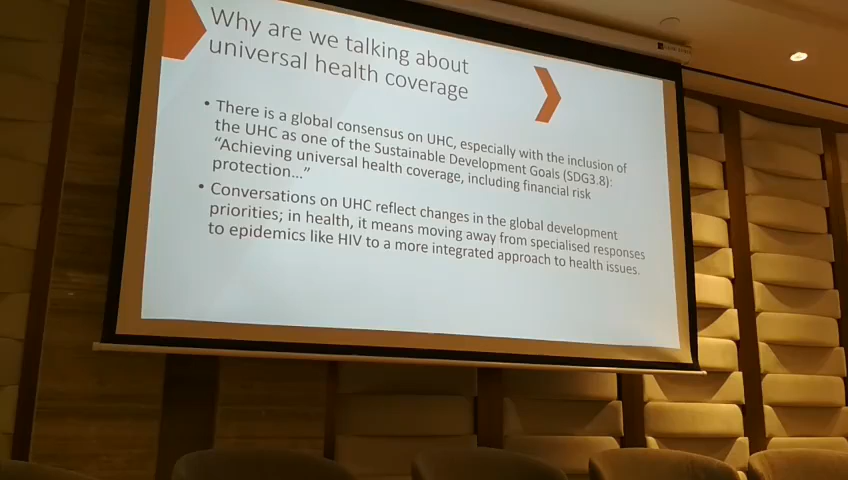 Why are we talking about
universal health coverage
• There is a global consensus on UHC, especially with the inclusion of
the UHC as one of the Sustainable Development Goals (SDG3.8):
“Achieving universal health coverage, including financial risk
protection...”
• Conversations on UHC reflect changes in the global development
priorities; in health, it means moving away from specialised responses
to epidemics like HIV to a more integrated approach to health issues.